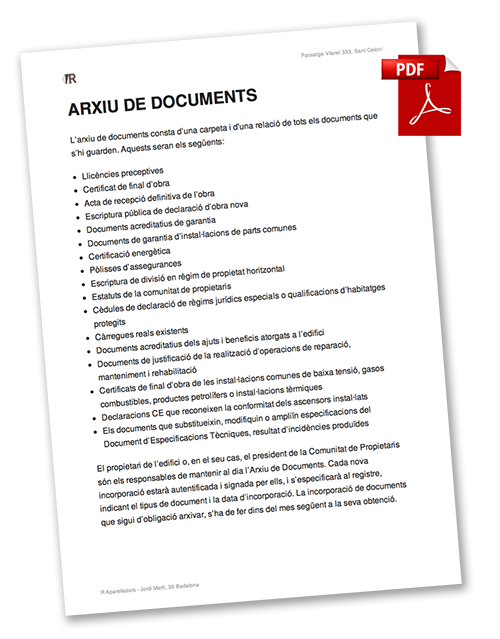 Passatge Vilarel 333, Sant Celoni
R
PDF
ARXIU DE DOCUMENTS
L'arxiu de documents consta d'una carpeta i d'una relació de tots els documents que
s'hi guarden. Aquests seran els següents:
• Llicències preceptives
• Certificat de final d'obra
• Acta de recepció definitiva de l'obra
• Escriptura pública de declaració d'obra nova
• Documents acreditatius de garantia
• Documents de garantia d'instal·lacions de parts comunes
• Certificació energètica
• Pòlisses d'assegurances
• Escriptura de divisió en règim de propietat horitzontal
• Estatuts de la comunitat de propietaris
• Cèdules de declaració de règims jurídics especials o qualificacions d'habitatges
protegits
• Càrregues reals existents
• Documents acreditatius dels ajuts i beneficis atorgats a l'edifici
• Documents de justificació de la realització d'operacions de reparació,
manteniment i rehabilitació
• Certificats de final d'obra de les instal·lacions comunes de baixa tensió, gasos
combustibles, productes petrolífers o instal·lacions tèrmiques
• Declaracions CE que reconeixen la conformitat dels ascensors instal·lats
• Els documents que substitueixin, modifiquin o ampliïn especificacions del
Document d'Especificacions Tècniques, resultat d'incidències produïdes
El propietari de l'edifici o, en el seu cas, el president de la Comunitat de Propietaris
són els responsables de mantenir al dia l'Arxiu de Documents. Cada nova
incorporació estarà autentificada i signada per ells, i s'especificarà al registre,
indicant el tipus de document i la data d'incorporació. La incorporació de documents
que sigui d'obligació arxivar, s'ha de fer dins del mes següent a la seva obtenció.
R Aparelladors - Jordi Martí, 30 Badalona